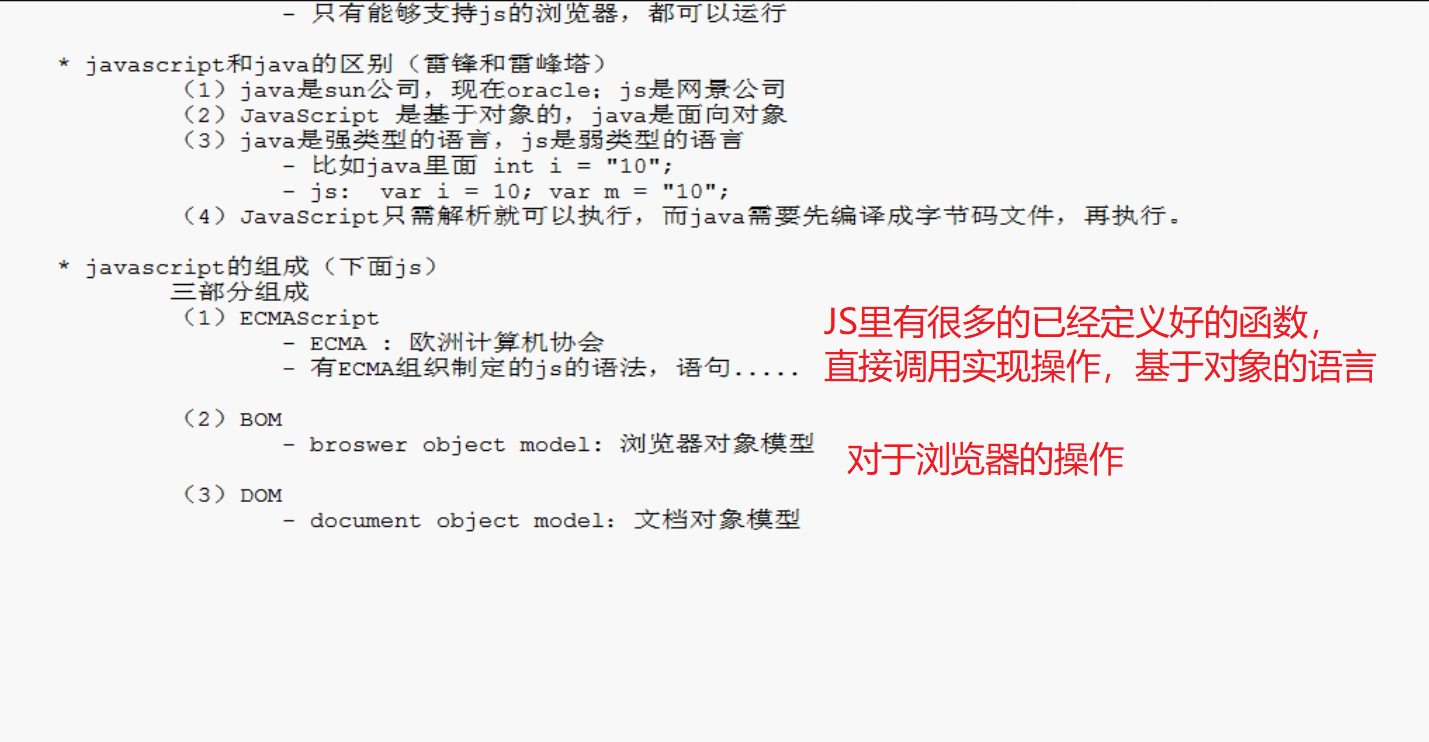 - 只有能够支持js的浏览器，都可以运行
* javascript和java的区别（雷锋和雷峰塔）
（1）java是sun公司，现在oracle；js是网景公司
（2）JavaScript 是基于对象的，java是面向对象
（3）java是强类型的语言，js是弱类型的语言
- 比如java里面 int i = "10";
- js:  var i = 10; var m = "10";
（4）JavaScript只需解析就可以执行，而java需要先编译成字节码文件，再执行。
* javascript的组成（下面js）
三部分组成
（1）ECMAScript
- ECMA : 欧洲计算机协会
- 有ECMA组织制定的js的语法，语句.....
JS里有很多的已经定义好的函数，
直接调用实现操作，基于对象的语言
（2）BOM
- broswer object model: 浏览器对象模型
对于浏览器的操作
（3）DOM
- document object model: 文档对象模型